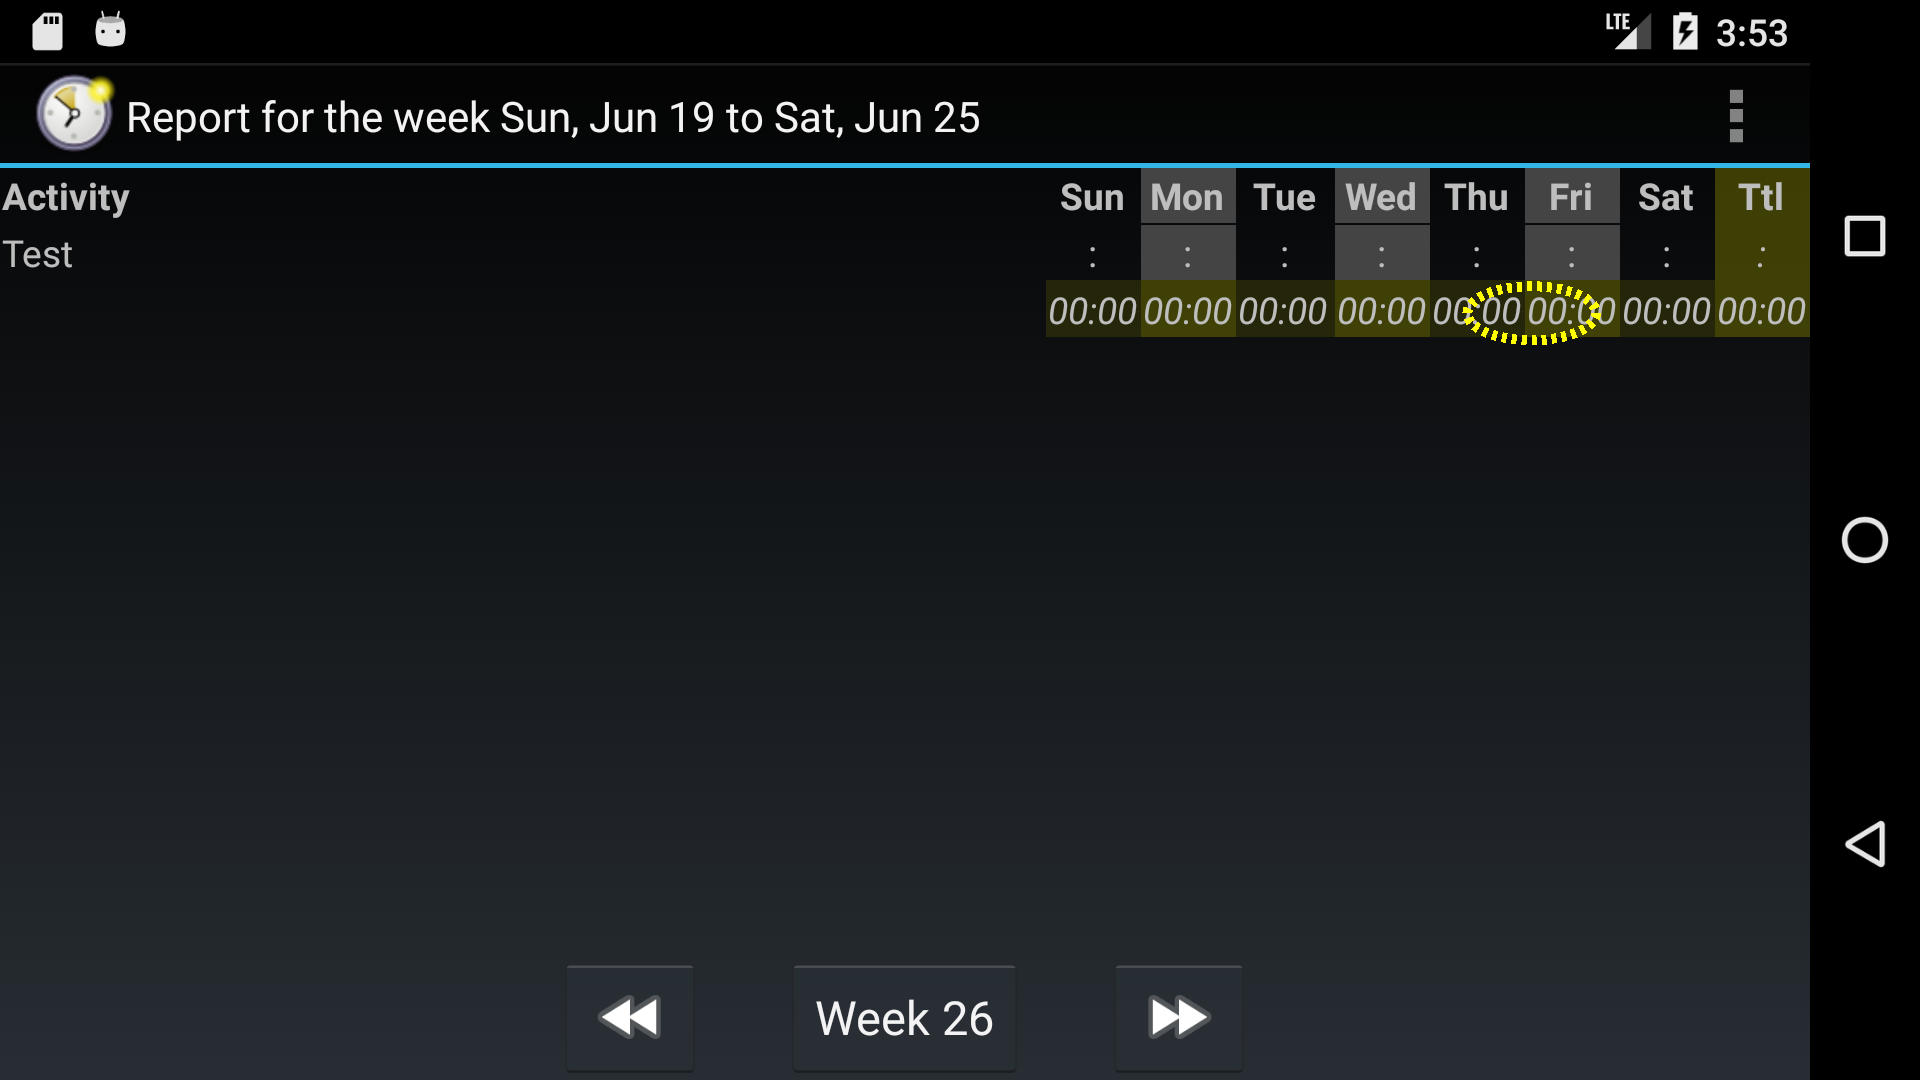 LTE 3:53
Report for the week Sun, Jun 19 to Sat, Jun 25
Activity Sun Mon Tue Wed Thu Fri Sat Ttl
Test : : : : : : : :
00:00 00:00 00:00 00:00 00:00 00:00 00:00 00:00
Week 26